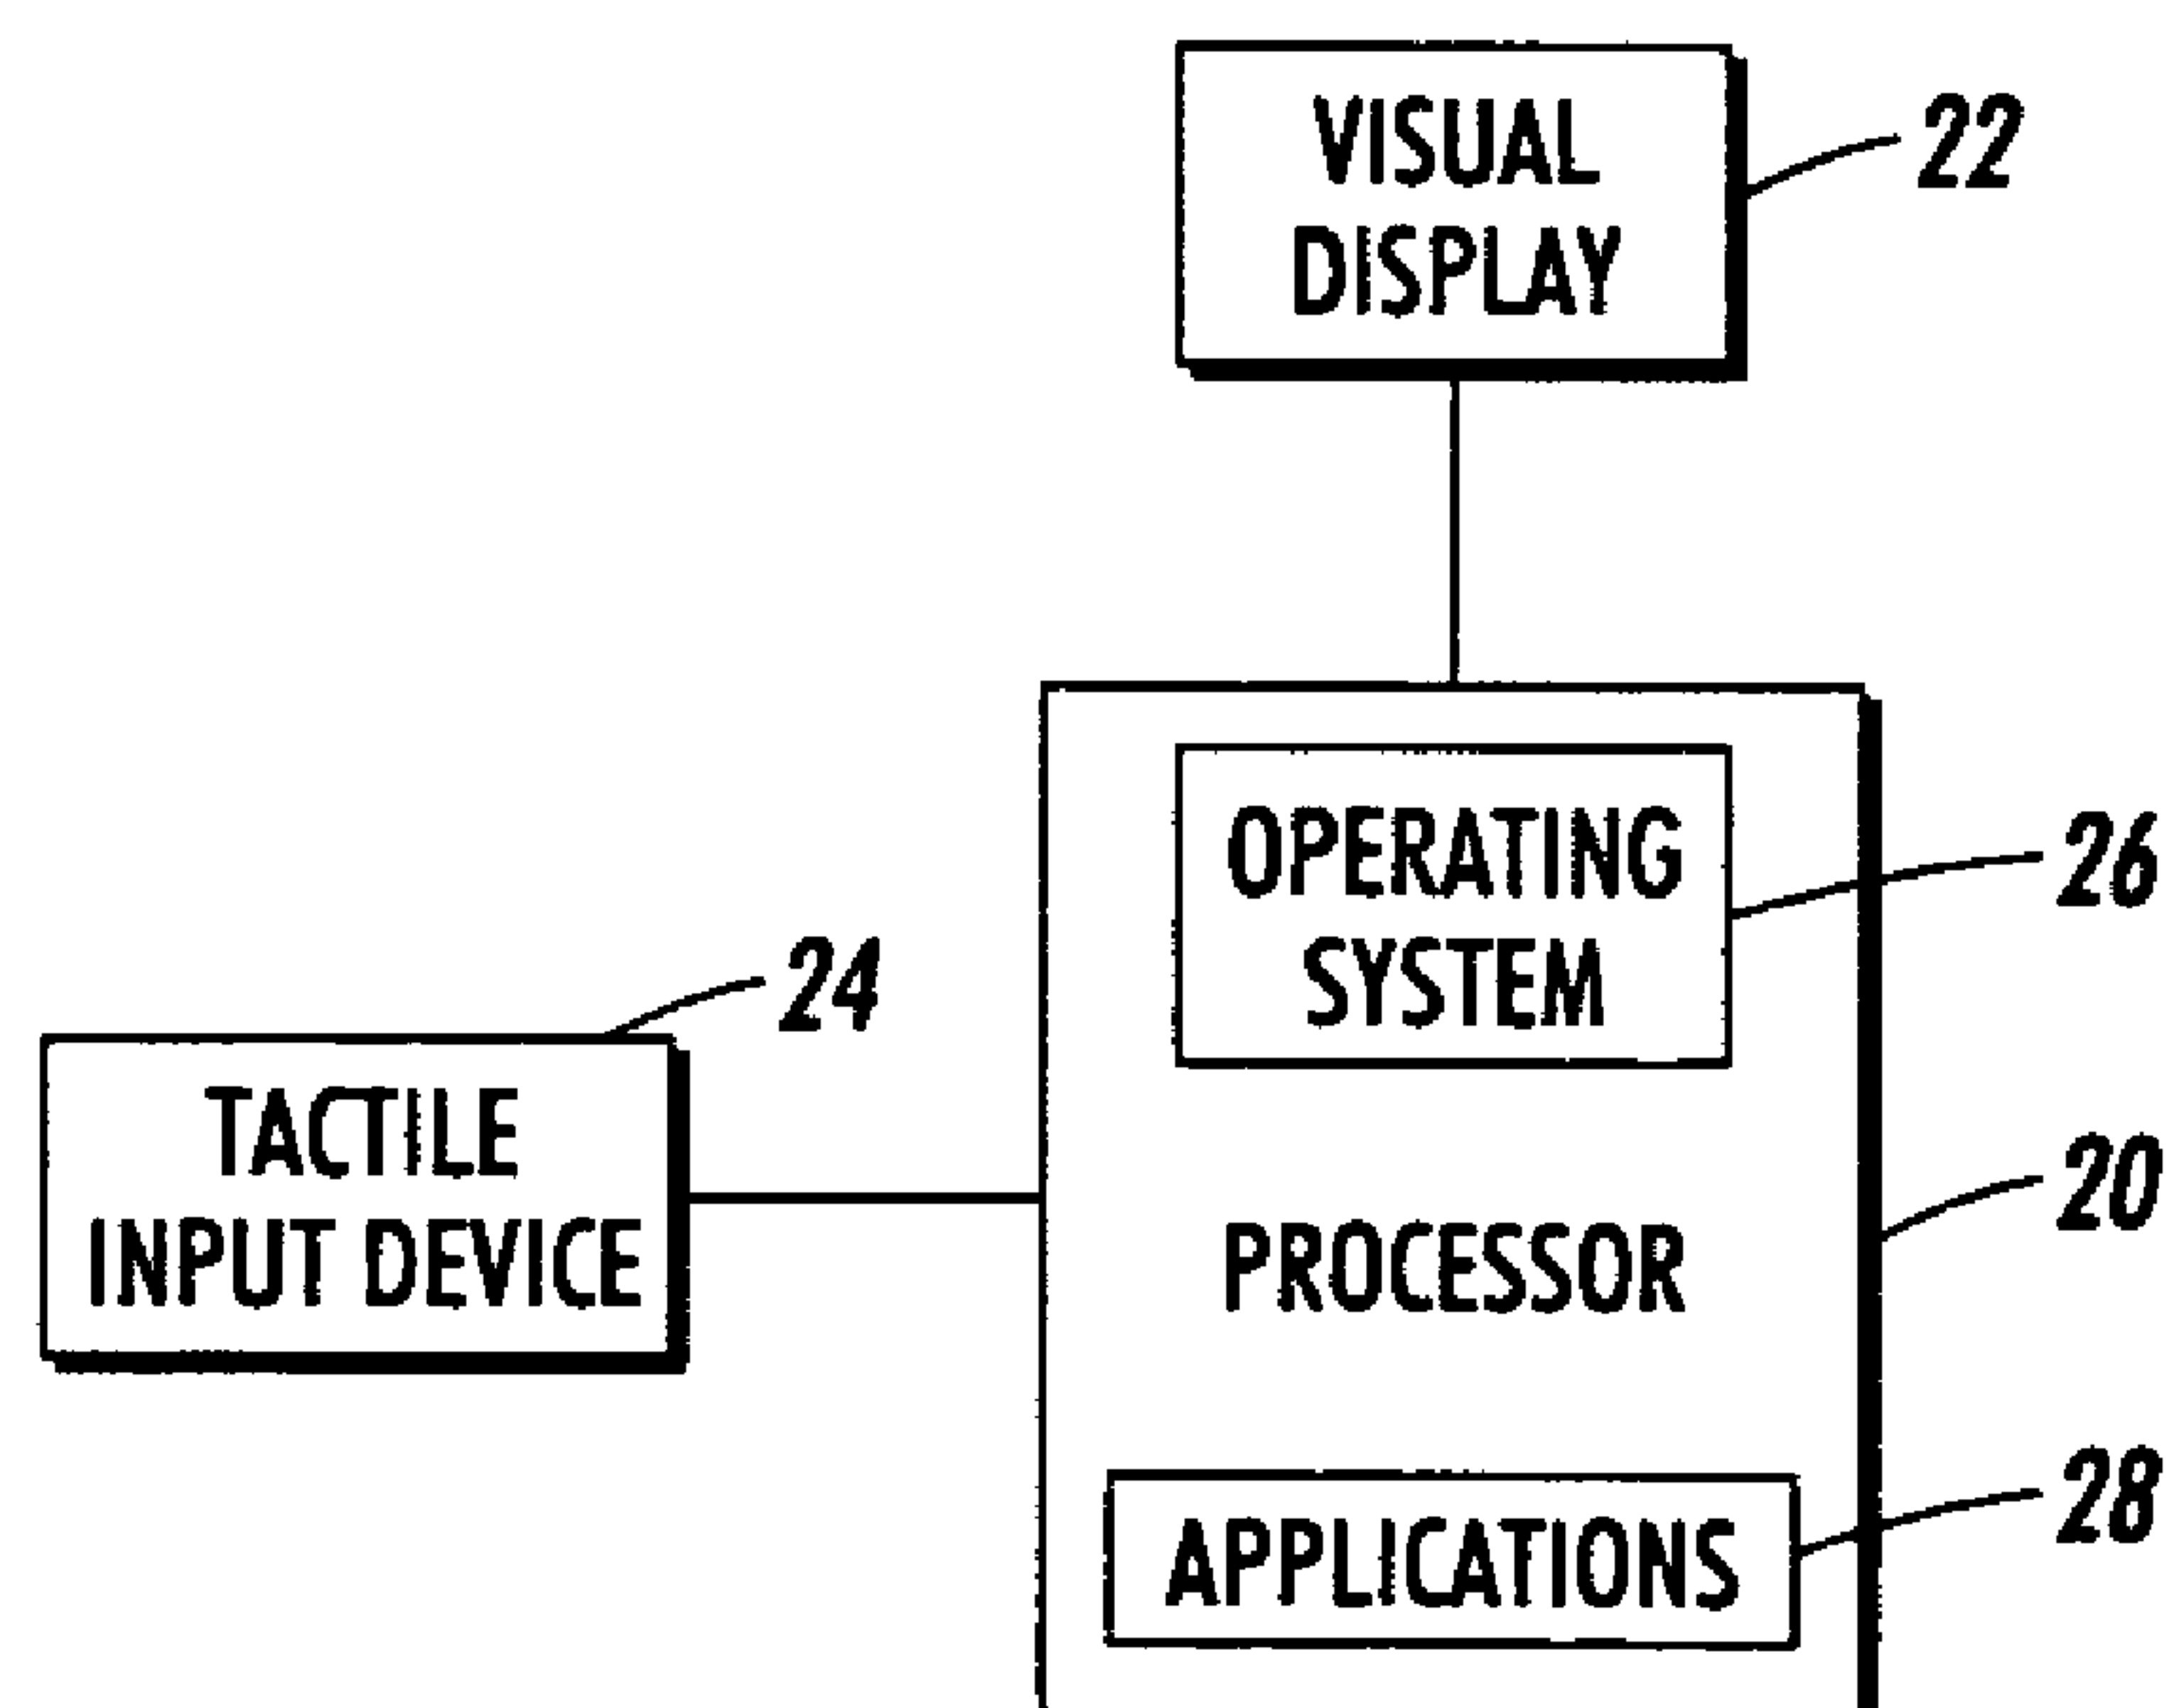 VISUAL
DISPLAY
22
OPERATING
SYSTEM
26
24
TACTILE
INPUT DEVICE
20
PROCESSOR
28
APPLICATIONS